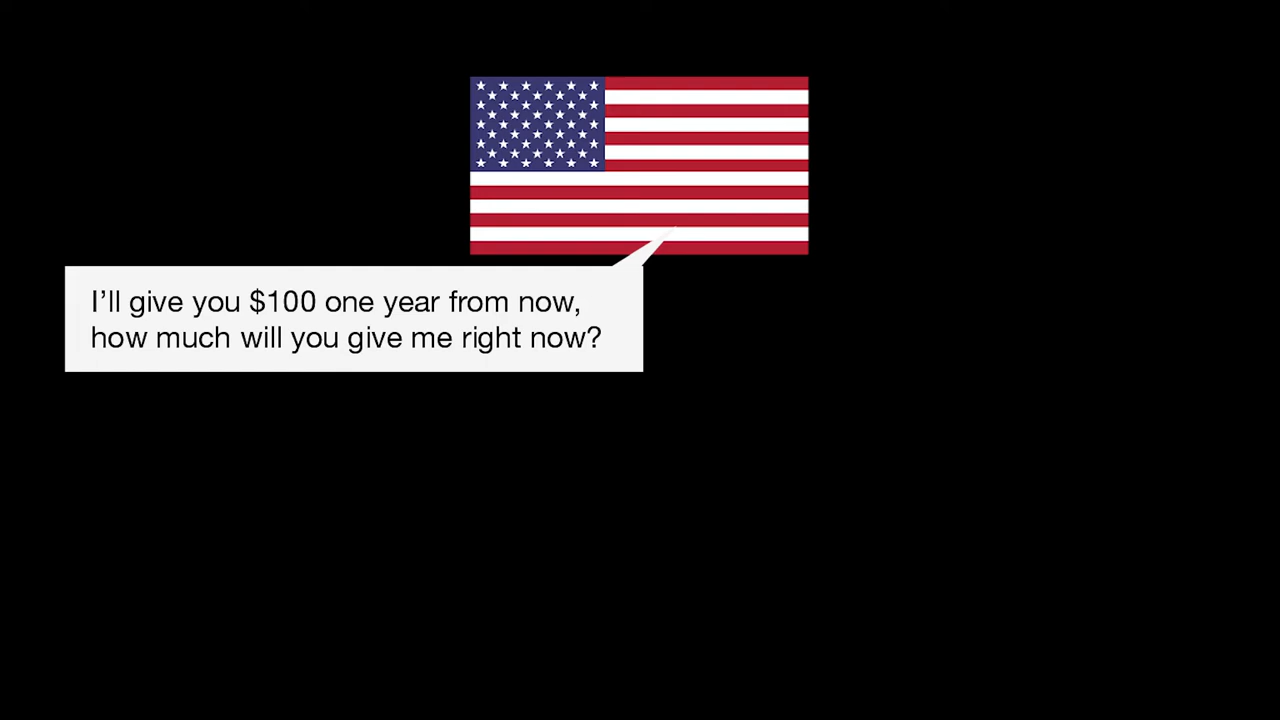 I’ll give you $100 one year from now,
how much will you give me right now?